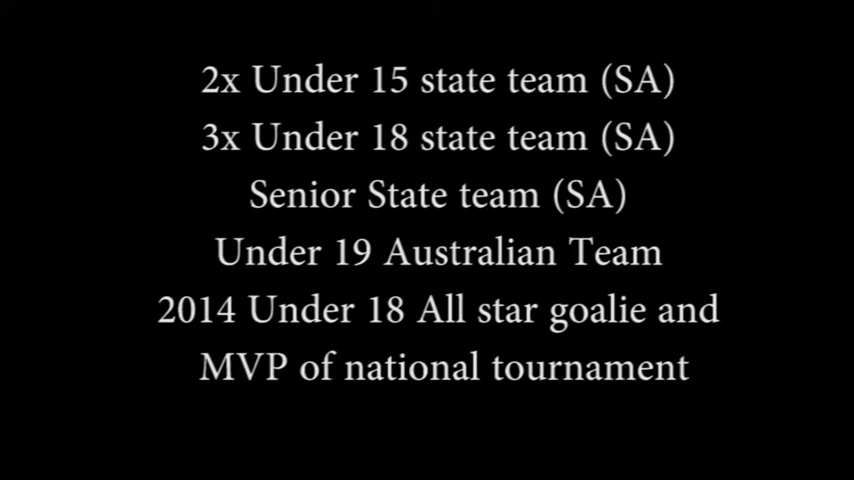 2x Under 15 state team (SA)
3x Under 18 state team (SA)
Senior State team (SA)
Under 19 Australian Team
2014 Under 18 All star goalie and
MVP of national tournament